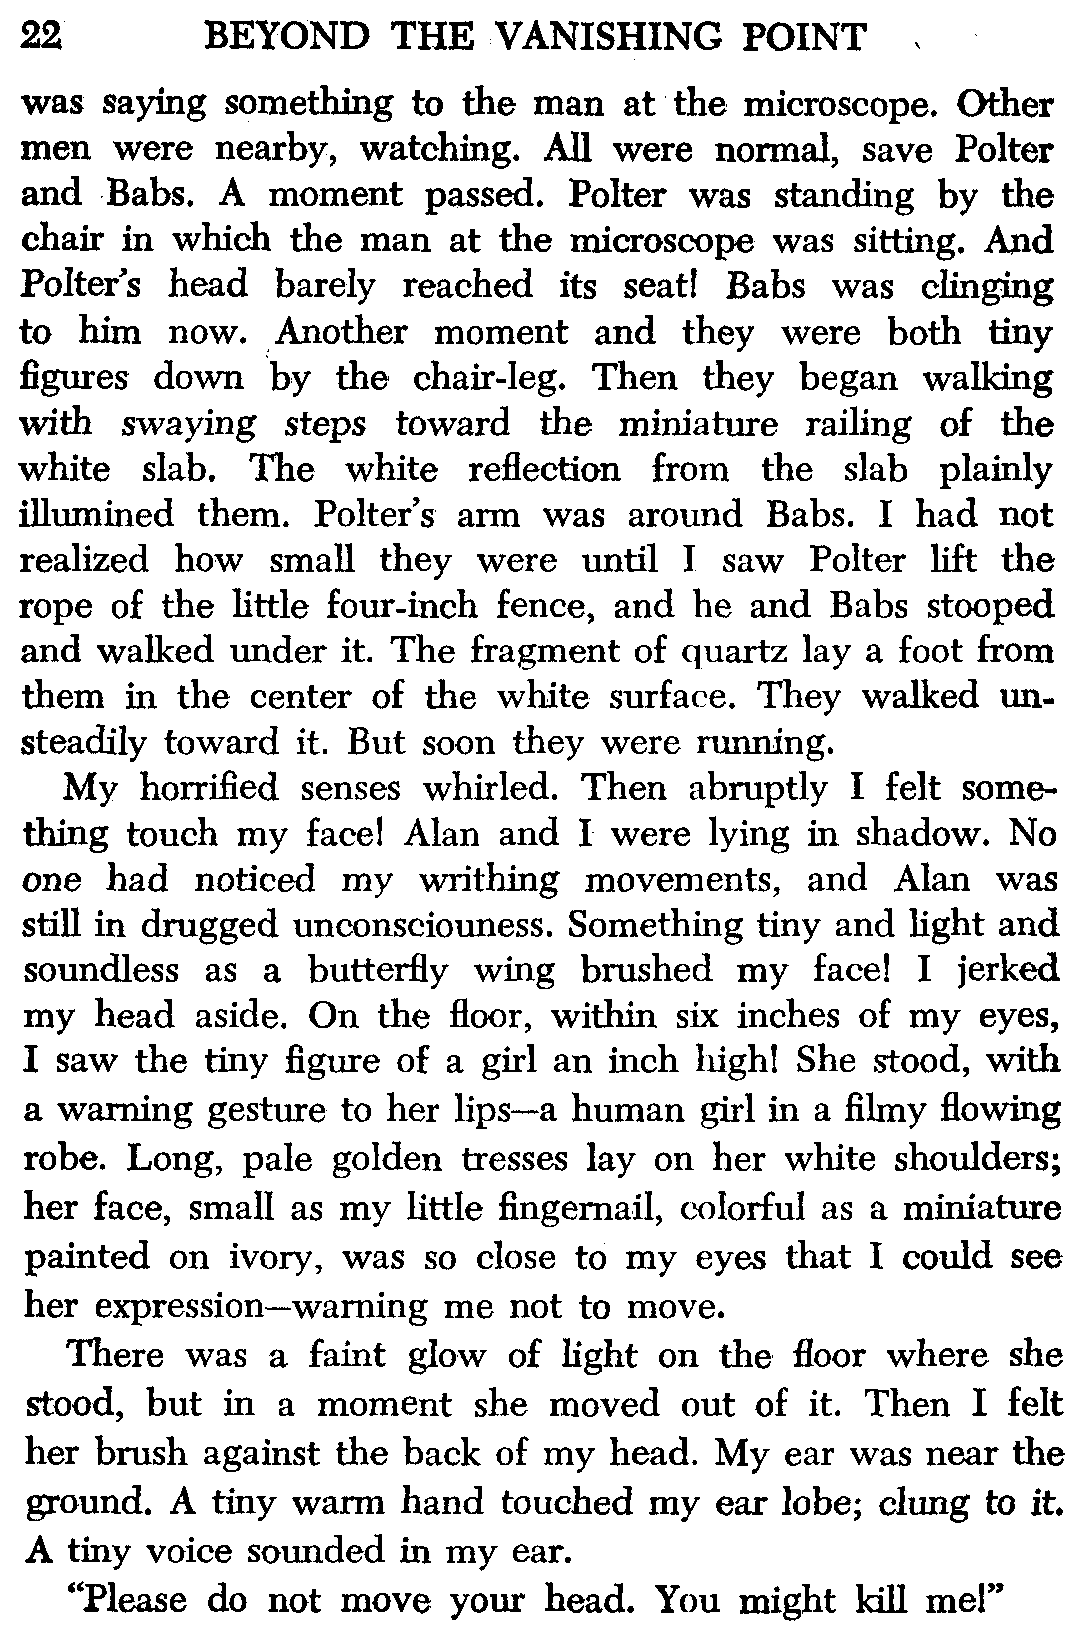 22 BEYOND THE VANISHING POINT
was saying something to the man at the microscope. Other
men were nearby, watching. All were normal, save Polter
and Babs. A moment passed. Polter was standing by the
chair in which the man at the microscope was sitting. And
Polter's head barely reached its seat! Babs was clinging
to him now. Another moment and they were both tiny
figures down by the chair-leg. Then they began walking
with swaying steps toward the miniature railing of the
white slab. The white reflection from the slab plainly
illumined them. Polter's arm was around Babs. I had not
realized how small they were until I saw Polter lift the
rope of the little four-inch fence, and he and Babs stooped
and walked under it. The fragment of quartz lay a foot from
them in the center of the white surface. They walked un-
steadily toward it. But soon they were running.
My horrified senses whirled. Then abruptly I felt some-
thing touch my face! Alan and I were lying in shadow. No
one had noticed my writhing movements, and Alan was
still in drugged unconsciouness. Something tiny and light and
soundless as a butterfly wing brushed my face! I jerked
my head aside. On the floor, within six inches of my eyes,
I saw the tiny figure of a girl an inch high! She stood, with
a warning gesture to her lips—a human girl in a filmy flowing
robe. Long, pale golden tresses lay on her white shoulders;
her face, small as my little fingernail, colorful as a miniature
painted on ivory, was so close to my eyes that I could see
her expression—warning me not to move.
There was a faint glow of light on the floor where she
stood, but in a moment she moved out of it. Then I felt
her brush against the back of my head. My ear was near the
ground. A tiny warm hand touched my ear lobe; clung to it.
A tiny voice sounded in my ear.
"Please do not move your head. You might kill me!"